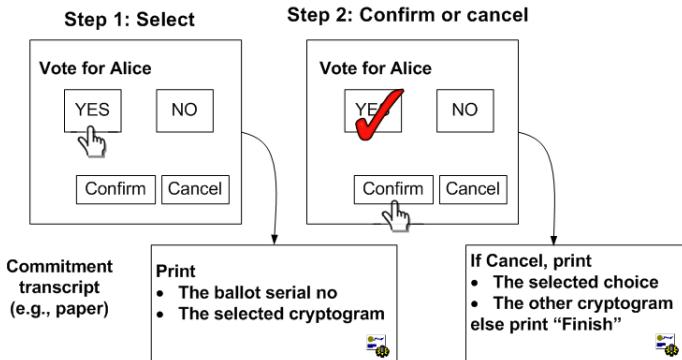 Step 1: Select
Step 2: Confirm or cancel
Vote for Alice
YES
NO
Confirm
Cancel
Vote for Alice
YES
NO
Confirm
Cancel
Commitment
transcript
(e.g., paper)
Print
• The ballot serial no
• The selected cryptogram
If Cancel, print
• The selected choice
• The other cryptogram
else print “Finish”